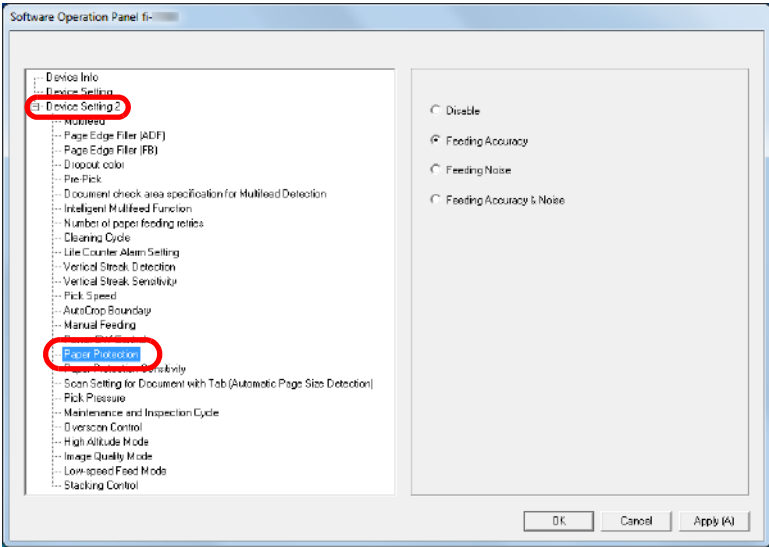 Software Operation Panel fi-
Device Info
Device Setting
Device Setting 2
Multifeed
Page Edge Filler (ADF)
Page Edge Filler (FB)
Dropout color
Pre-Pick
Document check area specification for Multifeed Detection
Intelligent Multifeed Function
Number of paper feeding retries
Cleaning Cycle
Life Counter Alarm Setting
Vertical Streak Detection
Vertical Streak Sensitivity
Pick Speed
AutoCrop Boundary
Manual Feeding
Paper Protection
Paper Protection Sensitivity
Scan Setting for Document with Tab (Automatic Page Size Detection)
Pick Pressure
Maintenance and Inspection Cycle
Overscan Control
High Altitude Mode
Image Quality Mode
Low-speed Feed Mode
Stacking Control
Disable
Feeding Accuracy
Feeding Noise
Feeding Accuracy & Noise
OK
Cancel
Apply (A)